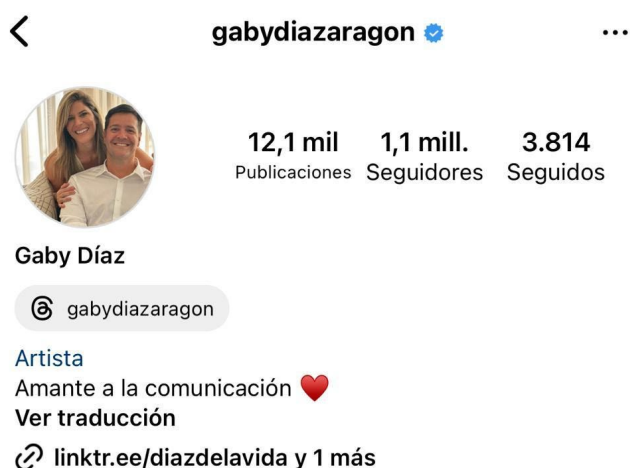 gabydiazaragon
12,1 mil 1,1 mill. 3.814
Publicaciones Seguidores Seguidos
Gaby Díaz
gabydiazaragon
Artista
Amante a la comunicación ❤️
Ver traducción
linktr.ee/diazdelavida y 1 más